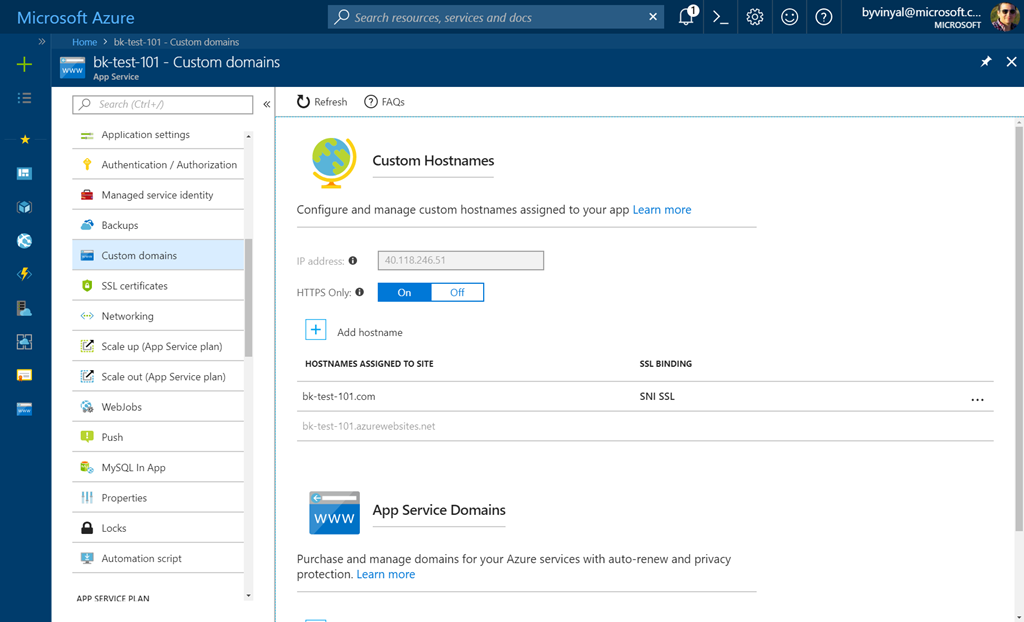 Microsoft Azure
Search resources, services and docs
1
byvinyal@microsoft.c...
MICROSOFT
Home > bk-test-101 - Custom domains
www
bk-test-101 - Custom domains
App Service
Search (Ctrl+/)
Refresh
FAQs
Application settings
Authentication / Authorization
Managed service identity
Backups
Custom domains
SSL certificates
Networking
Scale up (App Service plan)
Scale out (App Service plan)
WebJobs
Push
MySQL In App
Properties
Locks
Automation script
APP SERVICE PLAN
Custom Hostnames
Configure and manage custom hostnames assigned to your app Learn more
IP address: 40.118.246.51
HTTPS Only: On Off
Add hostname
HOSTNAMES ASSIGNED TO SITE SSL BINDING
bk-test-101.com SNI SSL ...
bk-test-101.azurewebsites.net
www
App Service Domains
Purchase and manage domains for your Azure services with auto-renew and privacy
protection. Learn more